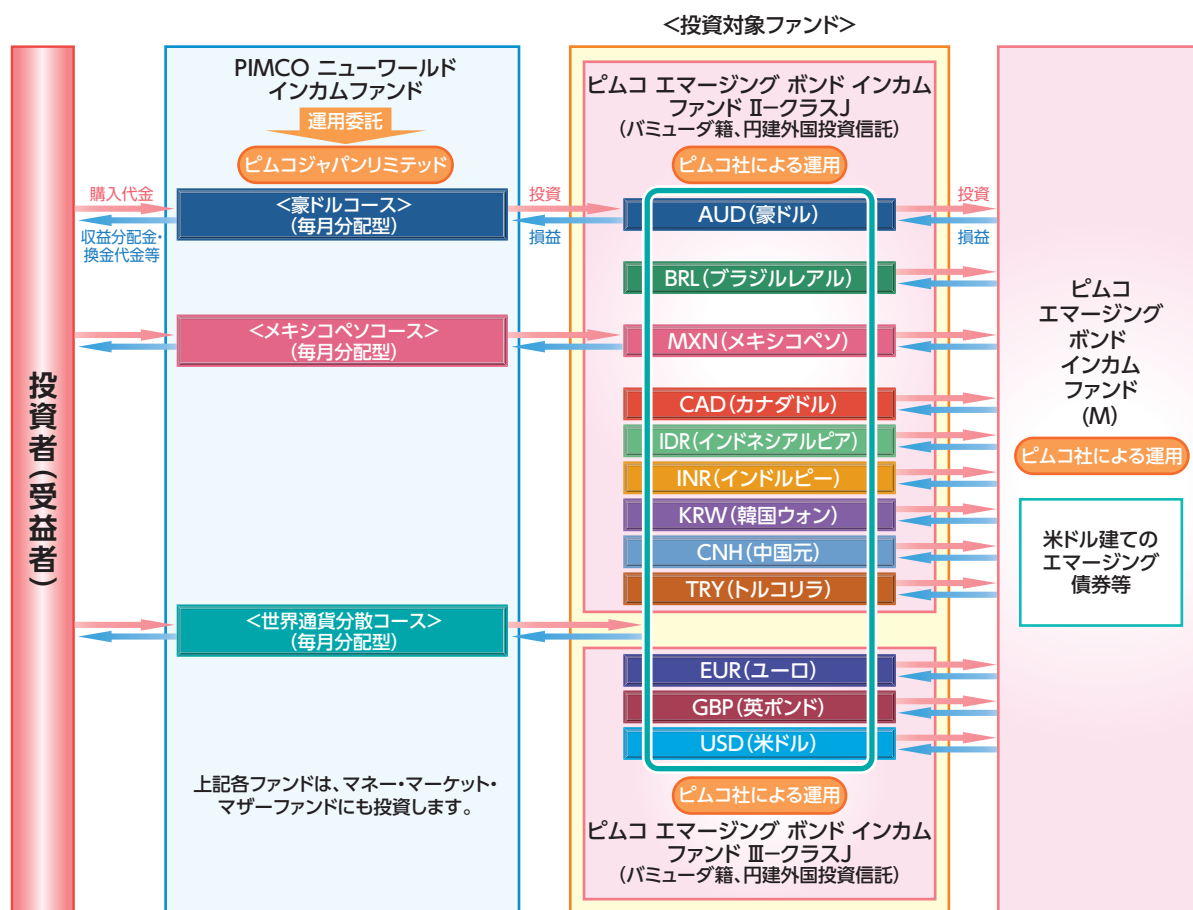 <投資対象ファンド>
投資者(受益者)
PIMCO ニューワールド
インカムファンド
運用委託
ピムコジャパンリミテッド
購入代金
収益分配金・
換金代金等
<豪ドルコース>
(毎月分配型)
投資
損益
<メキシコペソコース>
(毎月分配型)
<世界通貨分散コース>
(毎月分配型)
上記各ファンドは、マネー・マーケット・
マザーファンドにも投資します。
ピムコ エマージング ボンド インカム
ファンド Ⅱ−クラスJ
(バミューダ籍、円建外国投資信託)
ピムコ社による運用
AUD(豪ドル)
BRL(ブラジルレアル)
MXN(メキシコペソ)
CAD(カナダドル)
IDR(インドネシアルピア)
INR(インドルピー)
KRW(韓国ウォン)
CNH(中国元)
TRY(トルコリラ)
EUR(ユーロ)
GBP(英ポンド)
USD(米ドル)
ピムコ社による運用
ピムコ エマージング ボンド インカム
ファンド Ⅲ−クラスJ
(バミューダ籍、円建外国投資信託)
投資
損益
ピムコ
エマージング
ボンド
インカム
ファンド
(M)
ピムコ社による運用
米ドル建ての
エマージング
債券等